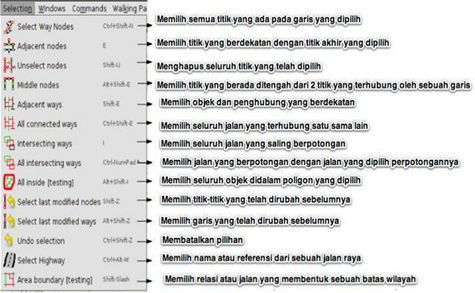 Selection Windows Commands Walking Pa
Select Way Nodes Ctrl+Shift-N Memilih semua titik yang ada pada garis yang dipilih
Adjacent nodes E Memilih titik yang berdekatan dengan titik akhir yang dipilih
Unselect nodes Shift-U Menghapus seluruh titik yang telah dipilih
Middle nodes Alt+Shift-E Memilih titik yang berada ditengah dari 2 titik yang terhubung oleh sebuah garis
Adjacent ways Shift-E Memilih objek dan penghubung yang berdekatan
All connected ways Ctrl+Shift-E Memilih seluruh jalan yang terhubung satu sama lain
Intersecting ways I Memilih seluruh jalan yang saling berpotongan
All intersecting ways Ctrl-NumPad Memilih jalan yang berpotongan dengan jalan yang dipilih perpotongannya
All inside [testing] Alt+Shift-I Memilih seluruh objek didalam poligon yang dipilih
Select last modified nodes Shift-Z Memilih titik-titik yang telah dirubah sebelumnya
Select last modified ways Alt+Shift-Z Memilih garis yang telah dirubah sebelumnya
Undo selection Ctrl+Shift-Z Membatalkan pilihan
Select Highway Ctrl+Alt-W Memilih nama atau referensi dari sebuah jalan raya
Area boundary [testing] Shift-Slash Memilih relasi atau jalan yang membentuk sebuah batas wilayah